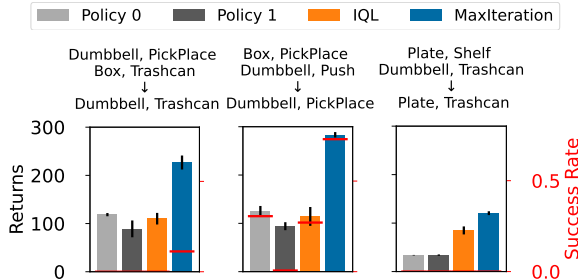 Policy 0 Policy 1 IQL MaxIteration
Dumbbell, PickPlace
Box, Trashcan
↓
Dumbbell, Trashcan
Box, PickPlace
Dumbbell, Push
↓
Dumbbell, PickPlace
Plate, Shelf
Dumbbell, Trashcan
↓
Plate, Trashcan
Returns
300
200
100
0
Success Rate
0.5
0.0